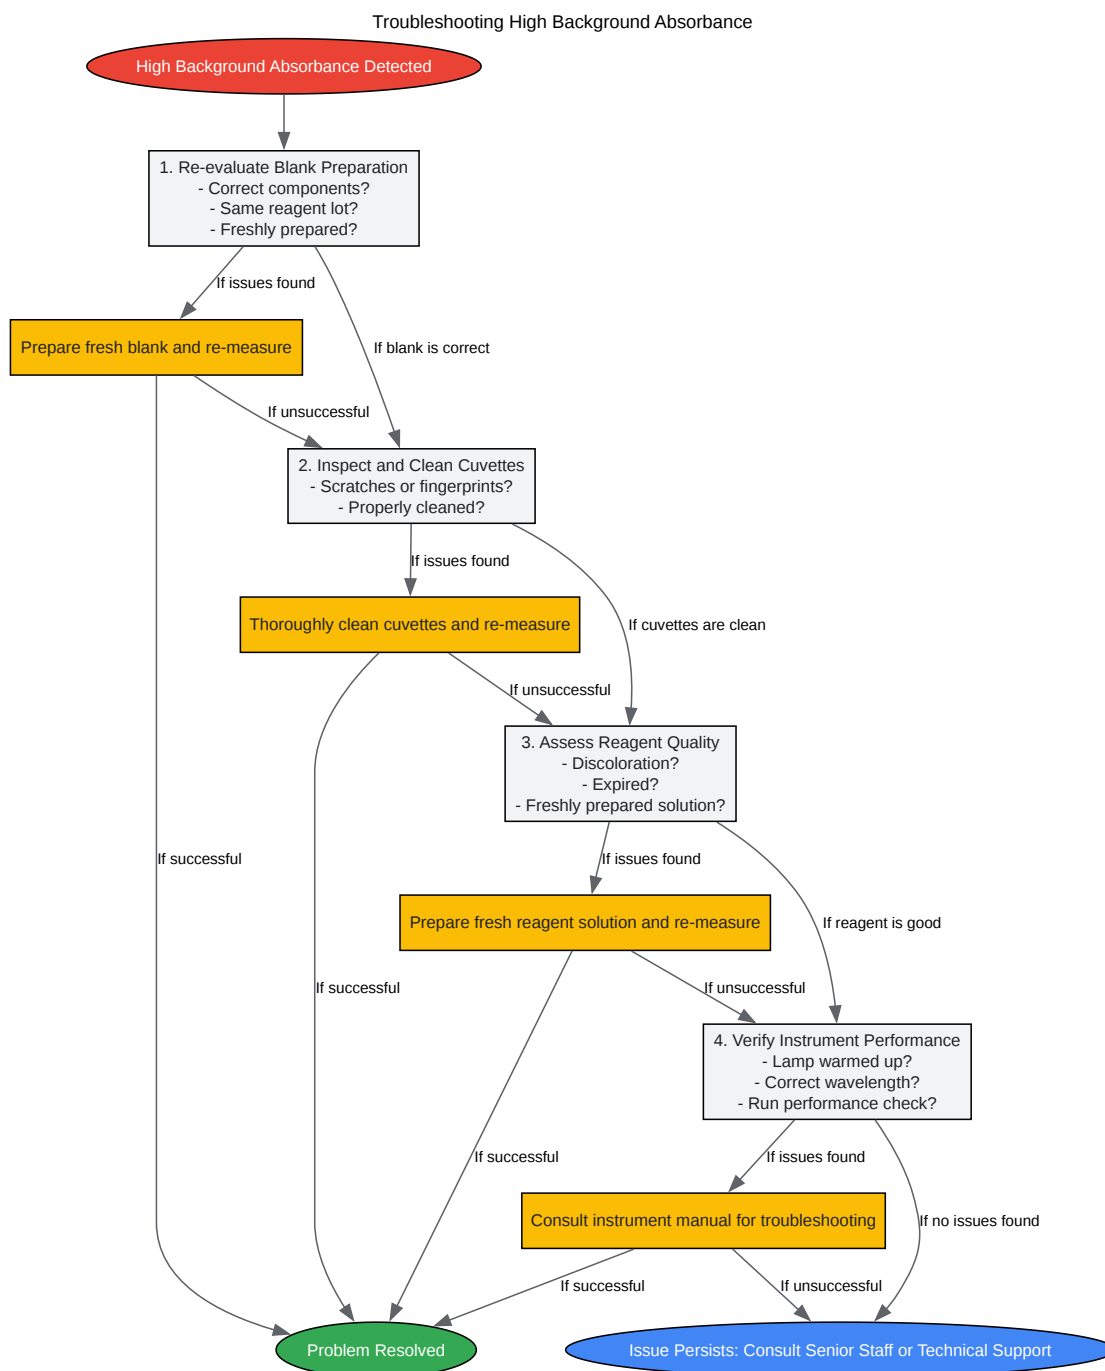 Troubleshooting High Background Absorbance
High Background Absorbance Detected
1. Re-evaluate Blank Preparation
- Correct components?
- Same reagent lot?
- Freshly prepared?
If issues found
Prepare fresh blank and re-measure
If blank is correct
If unsuccessful
2. Inspect and Clean Cuvettes
- Scratches or fingerprints?
- Properly cleaned?
If issues found
Thoroughly clean cuvettes and re-measure
If cuvettes are clean
If unsuccessful
3. Assess Reagent Quality
- Discoloration?
- Expired?
- Freshly prepared solution?
If successful
If issues found
Prepare fresh reagent solution and re-measure
If reagent is good
If successful
If unsuccessful
4. Verify Instrument Performance
- Lamp warmed up?
- Correct wavelength?
- Run performance check?
If successful
If issues found
Consult instrument manual for troubleshooting
If no issues found
If successful
If unsuccessful
Problem Resolved
Issue Persists: Consult Senior Staff or Technical Support